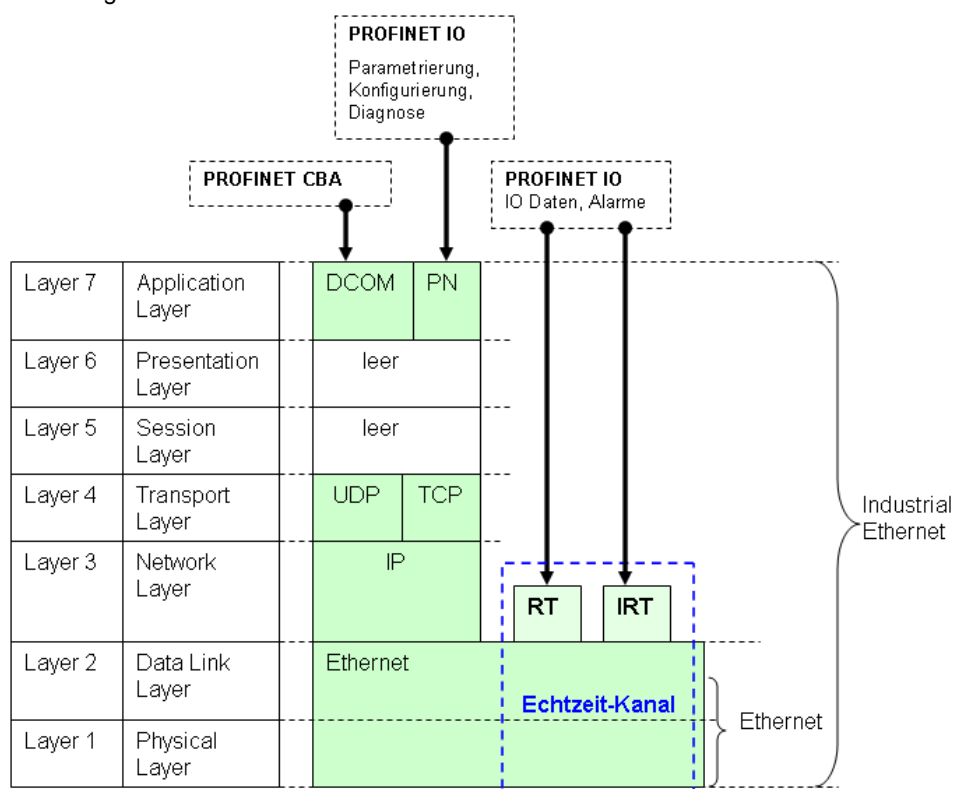 PROFINET IO
Parametrierung,
Konfigurierung,
Diagnose
PROFINET CBA
PROFINET IO
IO Daten, Alarme
Layer 7
Application
Layer
DCOM
PN
Layer 6
Presentation
Layer
leer
Layer 5
Session
Layer
leer
Layer 4
Transport
Layer
UDP
TCP
Industrial
Ethernet
Layer 3
Network
Layer
IP
RT
IRT
Layer 2
Data Link
Layer
Ethernet
Echtzeit-Kanal
Ethernet
Layer 1
Physical
Layer